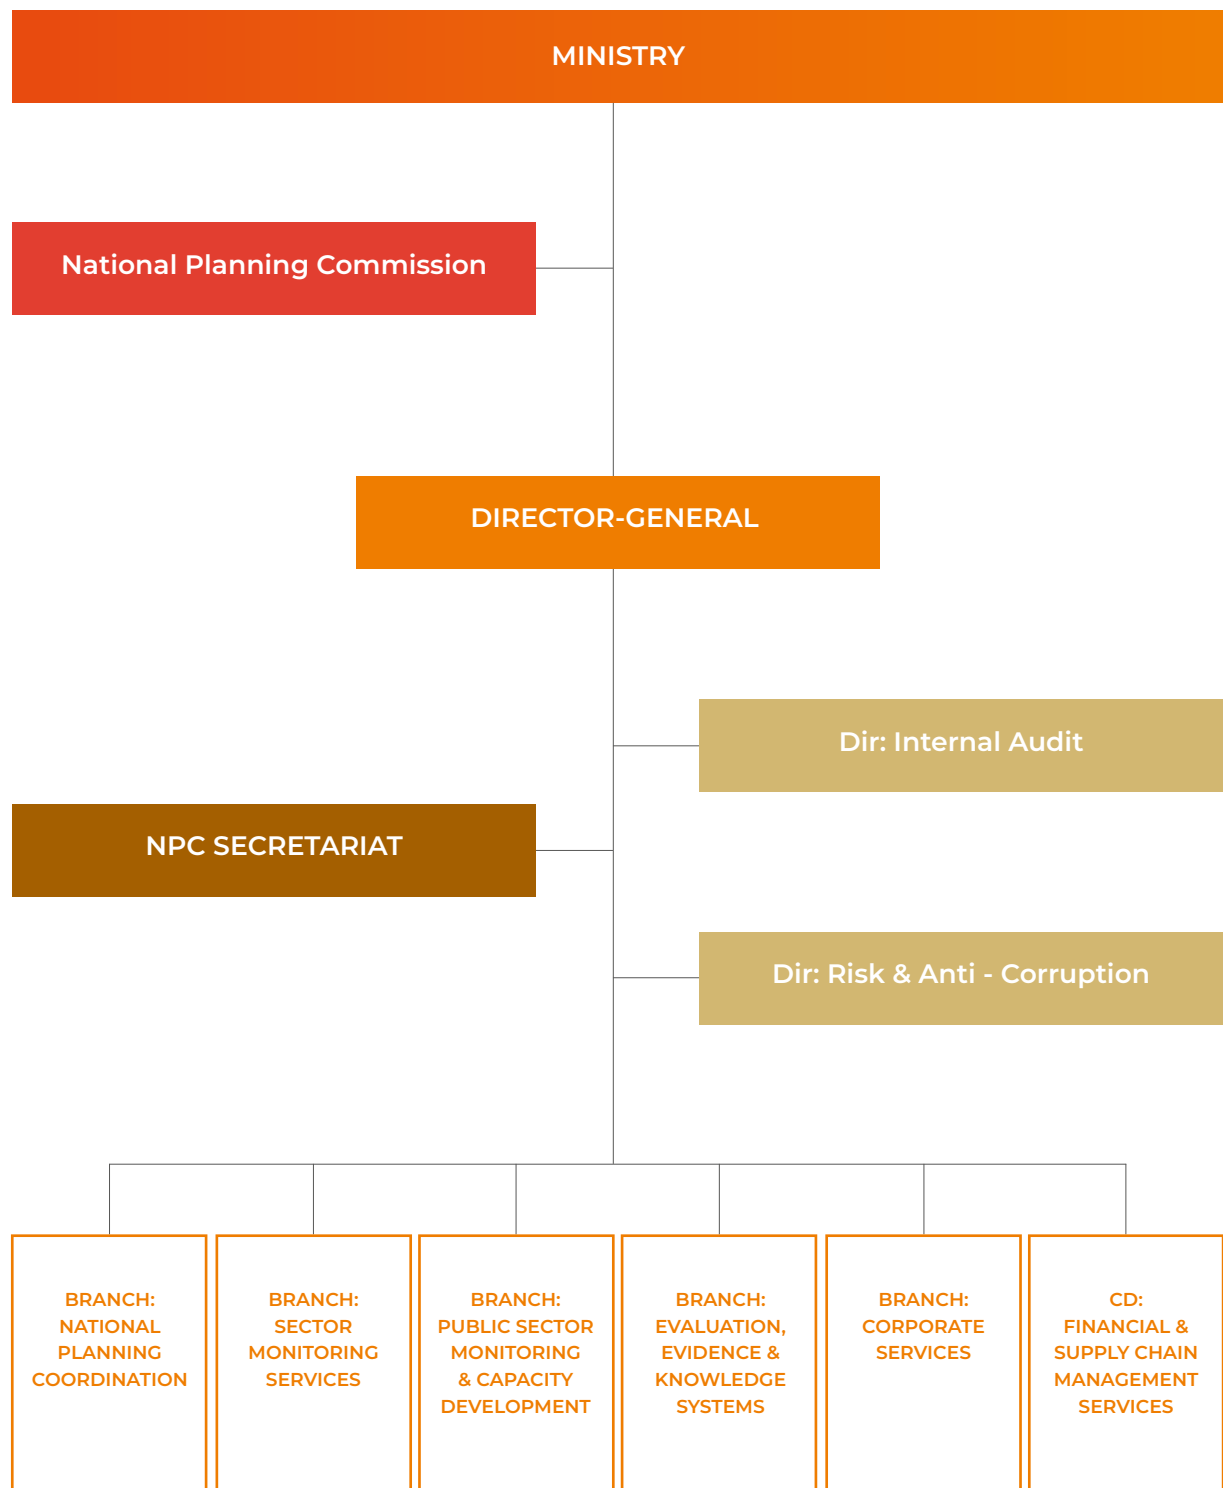 MINISTRY
National Planning Commission
DIRECTOR-GENERAL
Dir: Internal Audit
NPC SECRETARIAT
Dir: Risk & Anti - Corruption
BRANCH:
NATIONAL
PLANNING
COORDINATION
BRANCH:
SECTOR
MONITORING
SERVICES
BRANCH:
PUBLIC SECTOR
MONITORING
& CAPACITY
DEVELOPMENT
BRANCH:
EVALUATION,
EVIDENCE &
KNOWLEDGE
SYSTEMS
BRANCH:
CORPORATE
SERVICES
CD:
FINANCIAL &
SUPPLY CHAIN
MANAGEMENT
SERVICES